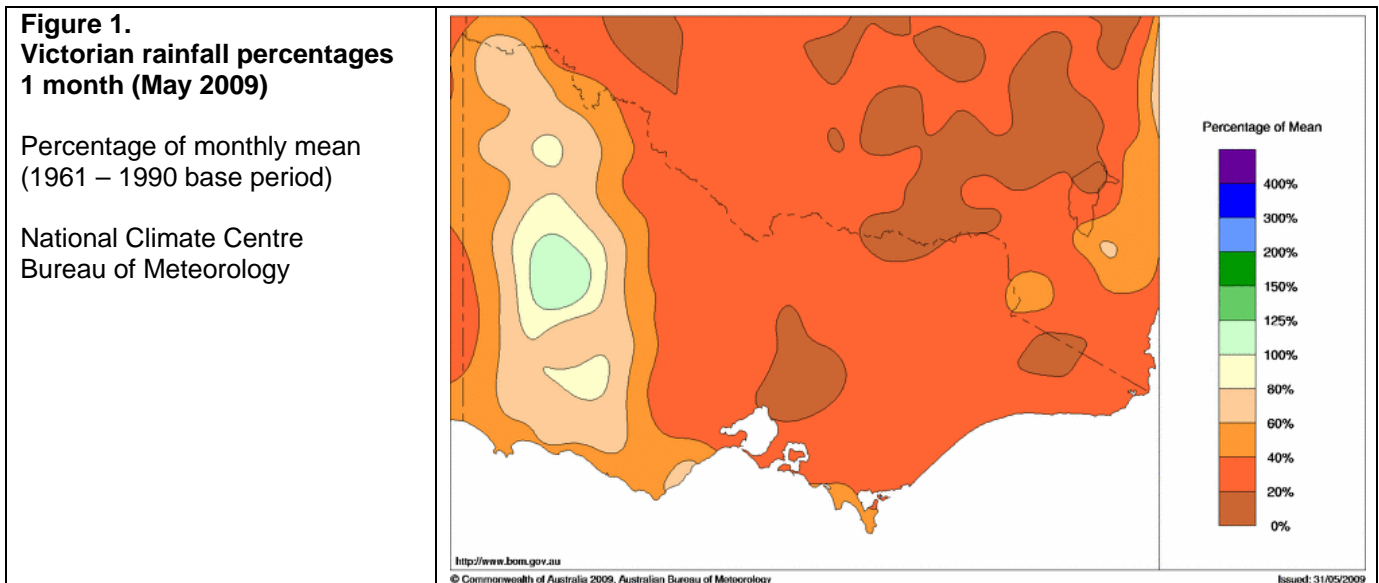 Figure 1.
Victorian rainfall percentages
1 month (May 2009)
Percentage of monthly mean
(1961 – 1990 base period)
National Climate Centre
Bureau of Meteorology
Percentage of Mean
400%
300%
200%
150%
125%
100%
80%
60%
40%
20%
0%
http://www.bom.gov.au
© Commonwealth of Australia 2009, Australian Bureau of Meteorology
Issued: 31/05/2009